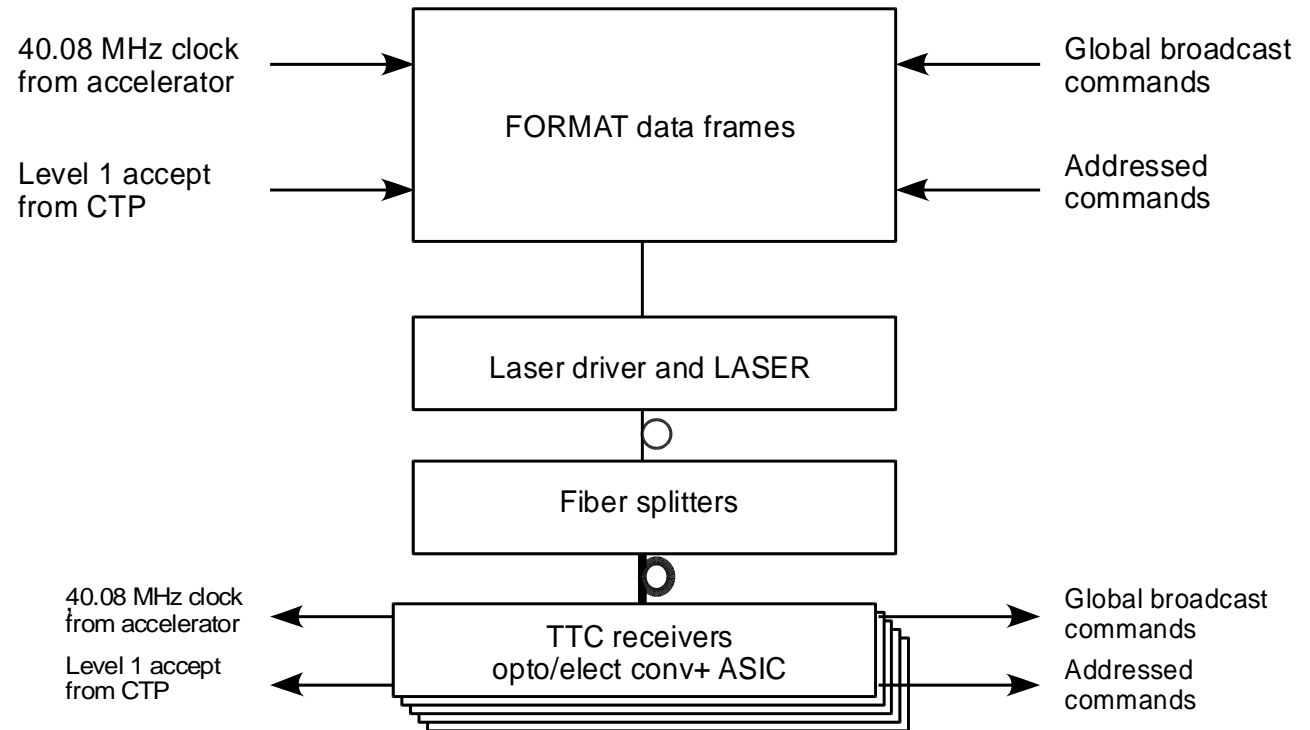 40.08 MHz clock
from accelerator
Global broadcast
commands
FORMAT data frames
Level 1 accept
from CTP
Addressed
commands
Laser driver and LASER
Fiber splitters
40.08 MHz clock
from accelerator
Global broadcast
commands
TTC receivers
opto/elect conv+ ASIC
Level 1 accept
from CTP
Addressed
commands